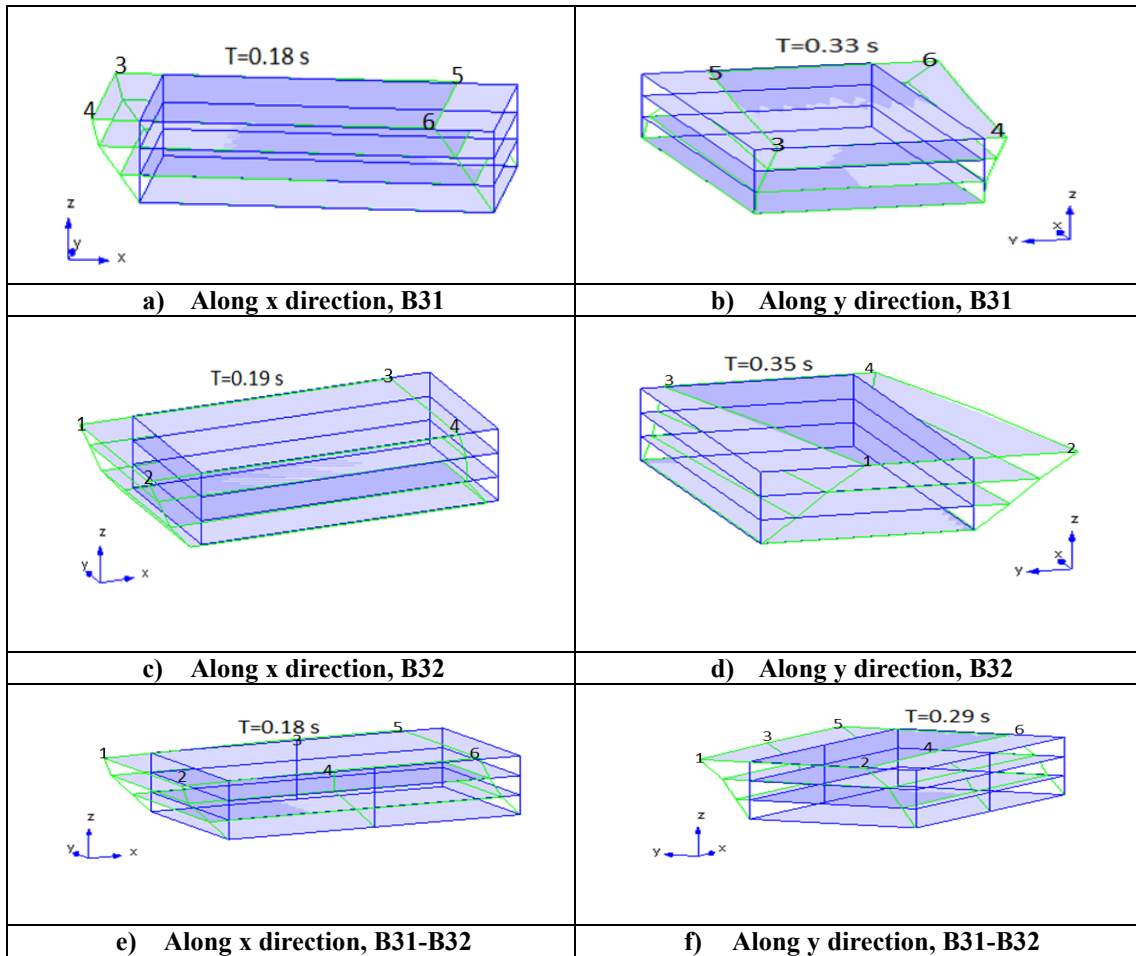 T=0.18 s
3
5
4
6
z
y
x
T=0.33 s
5
6
3
4
z
x
Y
a) Along x direction, B31
b) Along y direction, B31
T=0.19 s
3
1
4
2
z
y
x
T=0.35 s
3
4
1
2
z
x
y
c) Along x direction, B32
d) Along y direction, B32
T=0.18 s
1
3
5
2
4
6
z
y
x
T=0.29 s
5
3
6
1
2
4
z
y
x
e) Along x direction, B31-B32
f) Along y direction, B31-B32